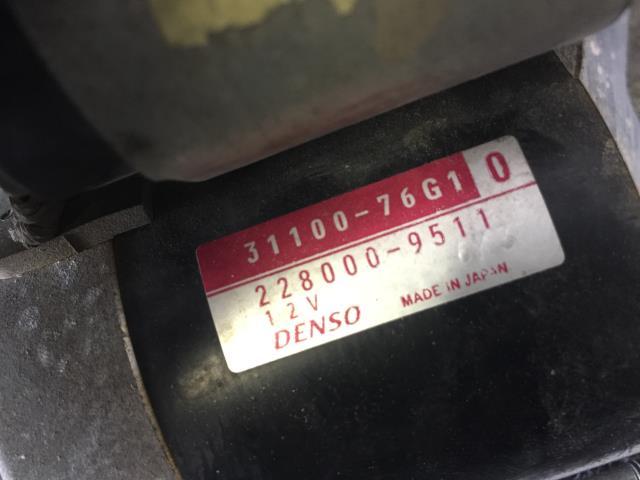 31100-76G1 0
228000-9511
12V
DENSO MADE IN JAPAN